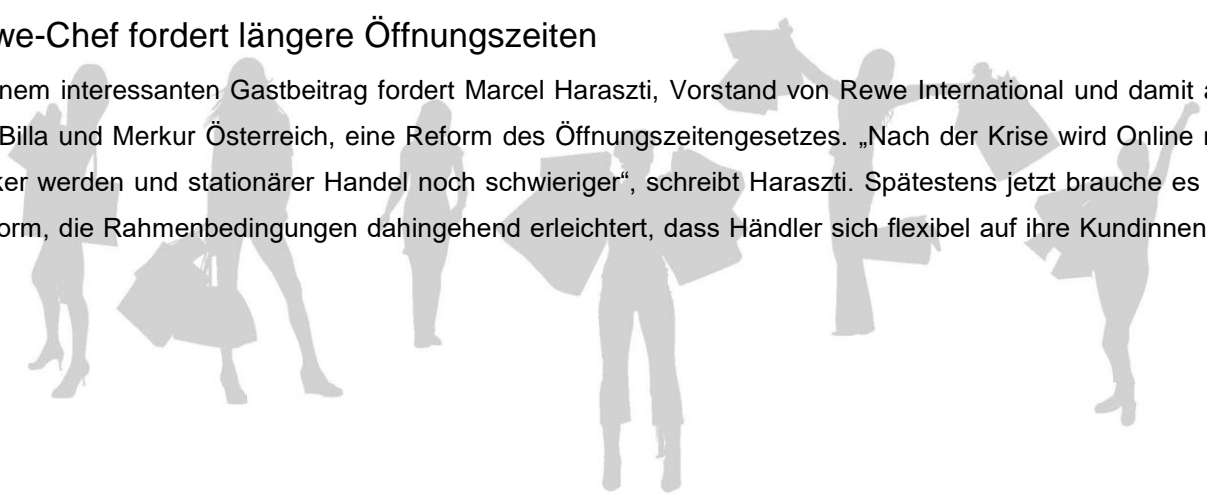 we-Chef fordert längere Öffnungszeiten
nem interessanten Gastbeitrag fordert Marcel Haraszti, Vorstand von Rewe International und damit a
Billa und Merkur Österreich, eine Reform des Öffnungszeitengesetzes. „Nach der Krise wird Online
ker werden und stationärer Handel noch schwieriger“, schreibt Haraszti. Spätestens jetzt brauche es
orm, die Rahmenbedingungen dahingehend erleichtert, dass Händler sich flexibel auf ihre Kundinnen